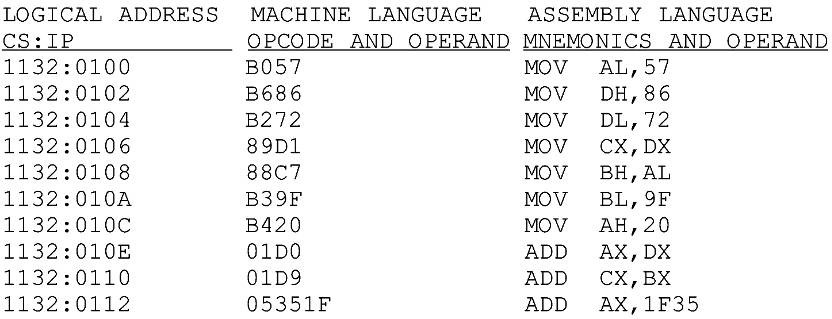 LOGICAL ADDRESS MACHINE LANGUAGE ASSEMBLY LANGUAGE
CS:IP OPCODE AND OPERAND MNEMONICS AND OPERAND
1132:0100 B057 MOV AL,57
1132:0102 B686 MOV DH,86
1132:0104 B272 MOV DL,72
1132:0106 89D1 MOV CX,DX
1132:0108 88C7 MOV BH,AL
1132:010A B39F MOV BL,9F
1132:010C B420 MOV AH,20
1132:010E 01D0 ADD AX,DX
1132:0110 01D9 ADD CX,BX
1132:0112 05351F ADD AX,1F35